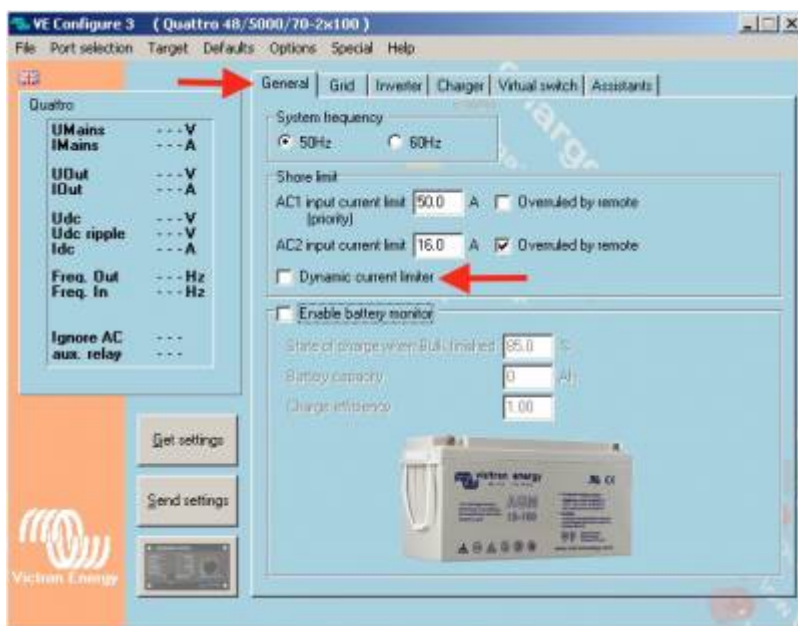 VE Configure 3 ( Quattro 48/5000/70-2x100 )
File Port selection Target Defaults Options Special Help
General Grid Inverter Charger Virtual switch Assistants
Quattro
UMains - - - V
IMains - - - A
UOut - - - V
IOut - - - A
Udc - - - V
Udc ripple - - - V
Idc - - - A
Freq. Out - - - Hz
Freq. In - - - Hz
Ignore AC - - -
aux. relay - - -
System frequency
50Hz 60Hz
Shore limit
AC1 input current limit 50.0 A Overruled by remote
(priority)
AC2 input current limit 16.0 A Overruled by remote
Dynamic current limiter
Enable battery monitor
State of charge when Bulk finished 85.0 %
Battery capacity 0 Ah
Charge efficiency 1.00
Get settings
Send settings
victron energy
Victron Energy